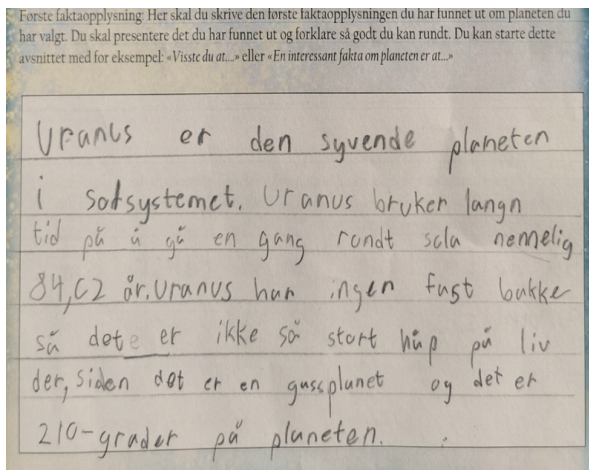 Første faktaopplysning: Her skal du skrive den første faktaopplysningen du har funnet ut om planeten du
har valgt. Du skal presentere det du har funnet ut og forklare så godt du kan rundt. Du kan starte dette
avsnittet med for eksempel: «Visste du at...» eller «En interessant fakta om planeten er at...»
Uranus er den syvende planeten
i solsystemet. Uranus bruker langn
tid på å gå en gang rundt sola nemelig
84,02 år. Uranus har ingen fast bakke
så dete er ikke så stort håp på liv
der, siden det er en gassplanet og det er
210-grader på planeten.